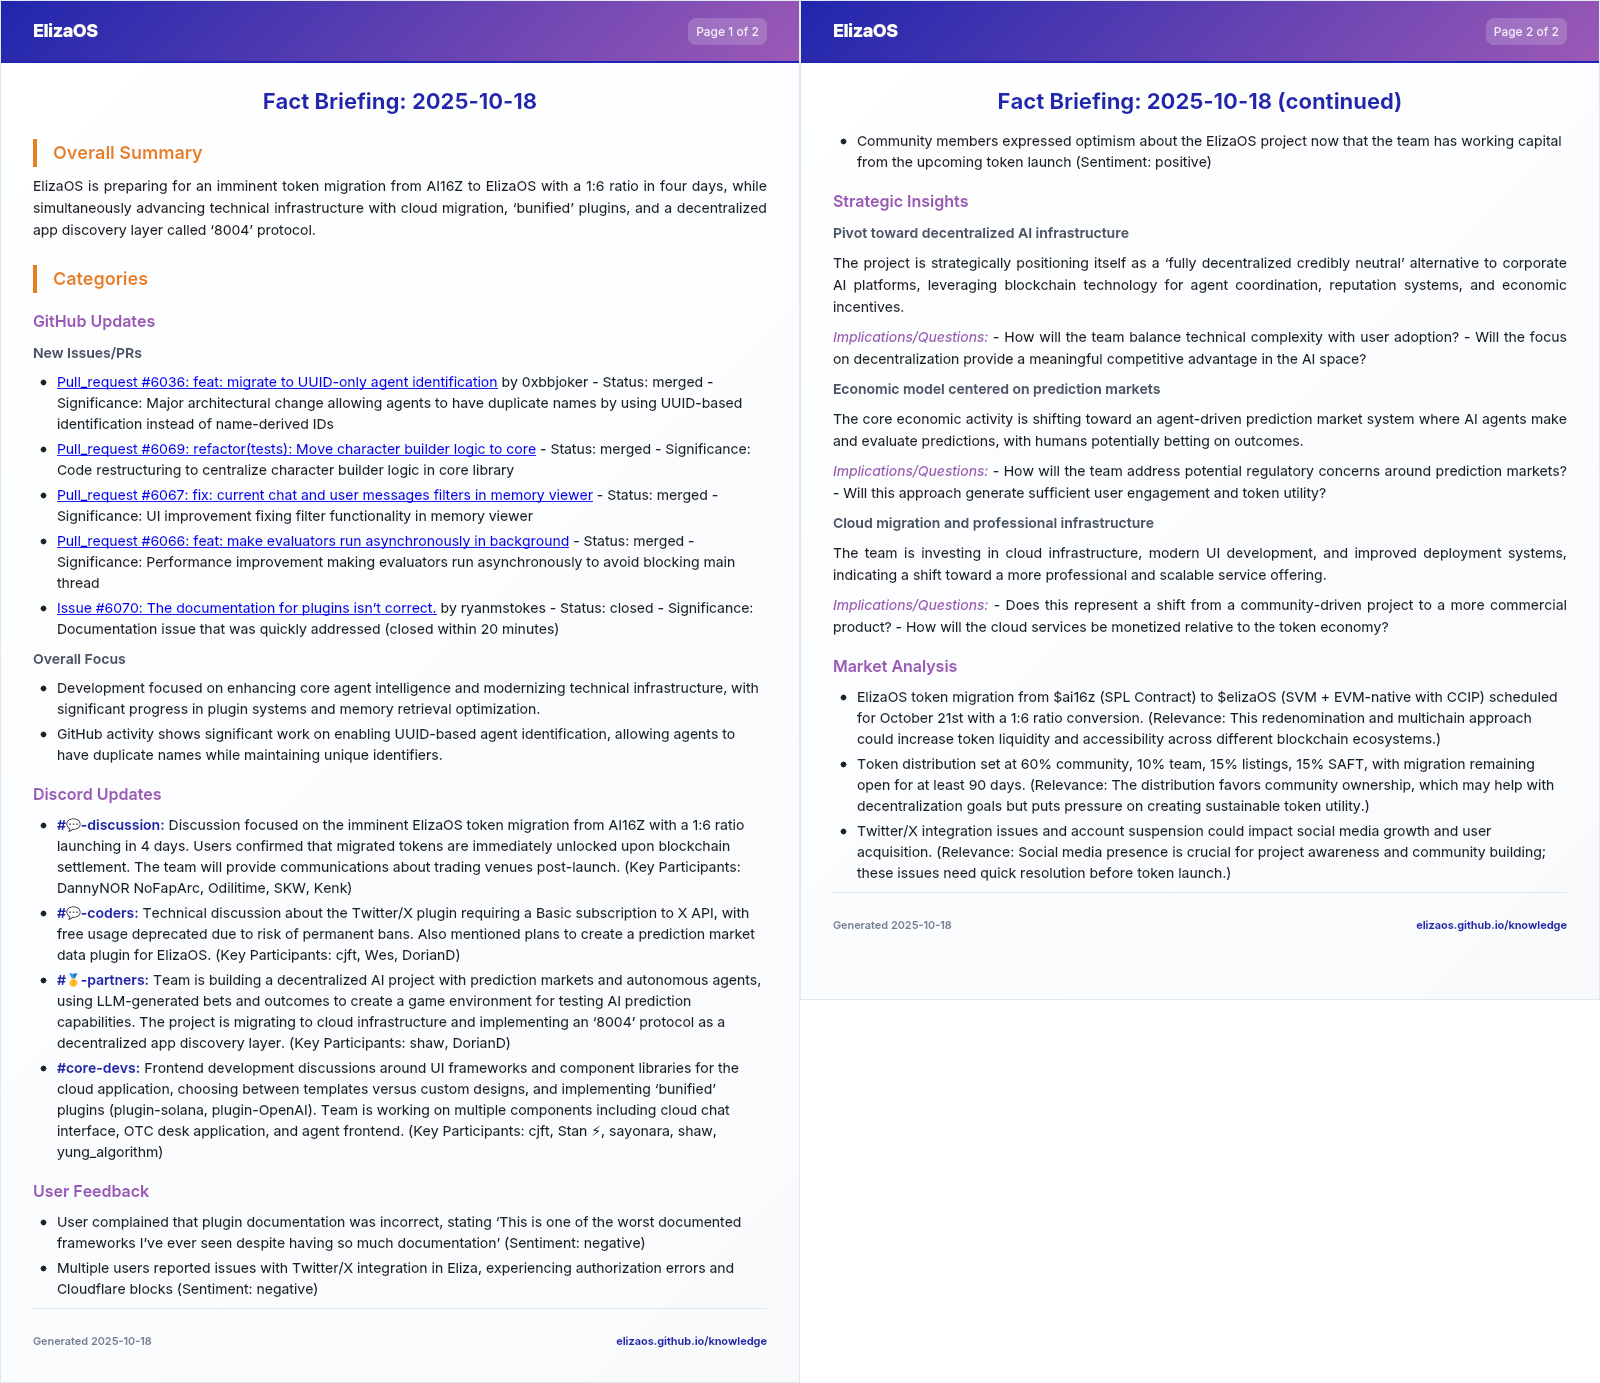 ElizaOS
Page 1 of 2
Fact Briefing: 2025-10-18
Overall Summary
ElizaOS is preparing for an imminent token migration from AI16Z to ElizaOS with a 1:6 ratio in four days, while
simultaneously advancing technical infrastructure with cloud migration, ‘bunified’ plugins, and a decentralized
app discovery layer called ‘8004’ protocol.
Categories
GitHub Updates
New Issues/PRs
● Pull_request #6036: feat: migrate to UUID-only agent identification by 0xbbjoker - Status: merged -
Significance: Major architectural change allowing agents to have duplicate names by using UUID-based
identification instead of name-derived IDs
● Pull_request #6069: refactor(tests): Move character builder logic to core - Status: merged - Significance:
Code restructuring to centralize character builder logic in core library
● Pull_request #6067: fix: current chat and user messages filters in memory viewer - Status: merged -
Significance: UI improvement fixing filter functionality in memory viewer
● Pull_request #6066: feat: make evaluators run asynchronously in background - Status: merged -
Significance: Performance improvement making evaluators run asynchronously to avoid blocking main
thread
● Issue #6070: The documentation for plugins isn’t correct. by ryanmstokes - Status: closed - Significance:
Documentation issue that was quickly addressed (closed within 20 minutes)
Overall Focus
● Development focused on enhancing core agent intelligence and modernizing technical infrastructure, with
significant progress in plugin systems and memory retrieval optimization.
● GitHub activity shows significant work on enabling UUID-based agent identification, allowing agents to
have duplicate names while maintaining unique identifiers.
Discord Updates
● #💬-discussion: Discussion focused on the imminent ElizaOS token migration from AI16Z with a 1:6 ratio
launching in 4 days. Users confirmed that migrated tokens are immediately unlocked upon blockchain
settlement. The team will provide communications about trading venues post-launch. (Key Participants:
DannyNOR NoFapArc, Odilitime, SKW, Kenk)
● #💬-coders: Technical discussion about the Twitter/X plugin requiring a Basic subscription to X API, with
free usage deprecated due to risk of permanent bans. Also mentioned plans to create a prediction market
data plugin for ElizaOS. (Key Participants: cjft, Wes, DorianD)
● #🥇-partners: Team is building a decentralized AI project with prediction markets and autonomous agents,
using LLM-generated bets and outcomes to create a game environment for testing AI prediction
capabilities. The project is migrating to cloud infrastructure and implementing an ‘8004’ protocol as a
decentralized app discovery layer. (Key Participants: shaw, DorianD)
● #core-devs: Frontend development discussions around UI frameworks and component libraries for the
cloud application, choosing between templates versus custom designs, and implementing ‘bunified’
plugins (plugin-solana, plugin-OpenAI). Team is working on multiple components including cloud chat
interface, OTC desk application, and agent frontend. (Key Participants: cjft, Stan ⚡, sayonara, shaw,
yung_algorithm)
User Feedback
● User complained that plugin documentation was incorrect, stating ‘This is one of the worst documented
frameworks I’ve ever seen despite having so much documentation’ (Sentiment: negative)
● Multiple users reported issues with Twitter/X integration in Eliza, experiencing authorization errors and
Cloudflare blocks (Sentiment: negative)
Generated 2025-10-18
elizaos.github.io/knowledge
ElizaOS
Page 2 of 2
Fact Briefing: 2025-10-18 (continued)
● Community members expressed optimism about the ElizaOS project now that the team has working capital
from the upcoming token launch (Sentiment: positive)
Strategic Insights
Pivot toward decentralized AI infrastructure
The project is strategically positioning itself as a ‘fully decentralized credibly neutral’ alternative to corporate
AI platforms, leveraging blockchain technology for agent coordination, reputation systems, and economic
incentives.
Implications/Questions: - How will the team balance technical complexity with user adoption? - Will the focus
on decentralization provide a meaningful competitive advantage in the AI space?
Economic model centered on prediction markets
The core economic activity is shifting toward an agent-driven prediction market system where AI agents make
and evaluate predictions, with humans potentially betting on outcomes.
Implications/Questions: - How will the team address potential regulatory concerns around prediction markets?
- Will this approach generate sufficient user engagement and token utility?
Cloud migration and professional infrastructure
The team is investing in cloud infrastructure, modern UI development, and improved deployment systems,
indicating a shift toward a more professional and scalable service offering.
Implications/Questions: - Does this represent a shift from a community-driven project to a more commercial
product? - How will the cloud services be monetized relative to the token economy?
Market Analysis
● ElizaOS token migration from $ai16z (SPL Contract) to $elizaOS (SVM + EVM-native with CCIP) scheduled
for October 21st with a 1:6 ratio conversion. (Relevance: This redenomination and multichain approach
could increase token liquidity and accessibility across different blockchain ecosystems.)
● Token distribution set at 60% community, 10% team, 15% listings, 15% SAFT, with migration remaining
open for at least 90 days. (Relevance: The distribution favors community ownership, which may help with
decentralization goals but puts pressure on creating sustainable token utility.)
● Twitter/X integration issues and account suspension could impact social media growth and user
acquisition. (Relevance: Social media presence is crucial for project awareness and community building;
these issues need quick resolution before token launch.)
Generated 2025-10-18
elizaos.github.io/knowledge